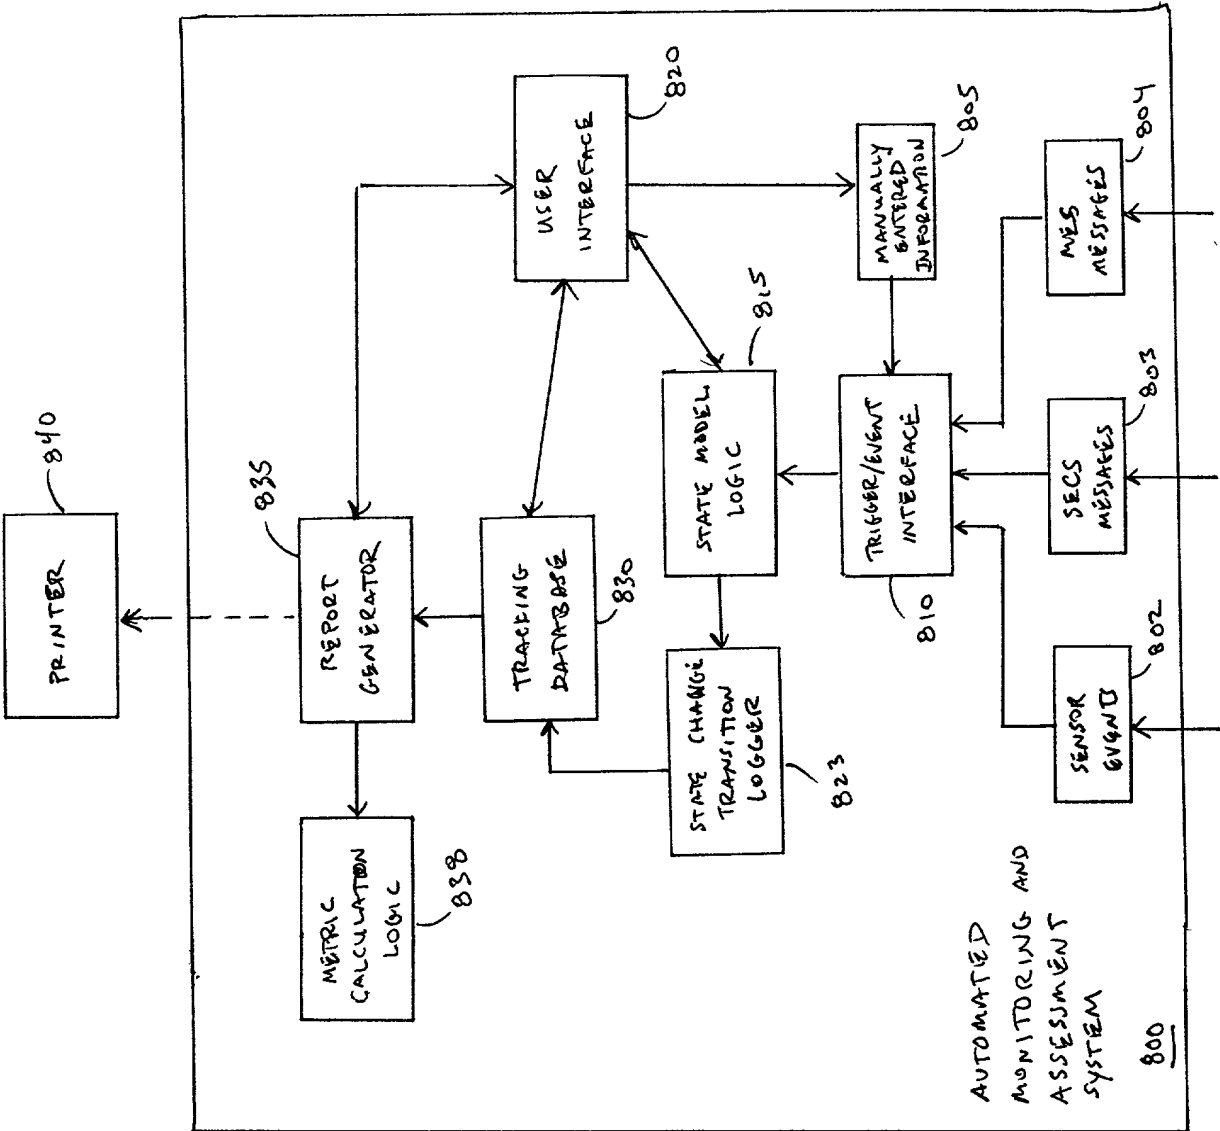 PRINTER
840
REPORT
GENERATOR
835
METRIC
CALCULATION
LOGIC
838
TRACKING
DATABASE
830
USER
INTERFACE
820
STATE MODEL
LOGIC
815
STATE CHANGE
TRANSITION
LOGGER
823
MANUALLY
ENTERED
INFORMATION
805
TRIGGER/EVENT
INTERFACE
810
MES
MESSAGES
804
SECS
MESSAGES
803
SENSOR
EVENTS
802
AUTOMATED
MONITORING AND
ASSESSMENT
SYSTEM
800